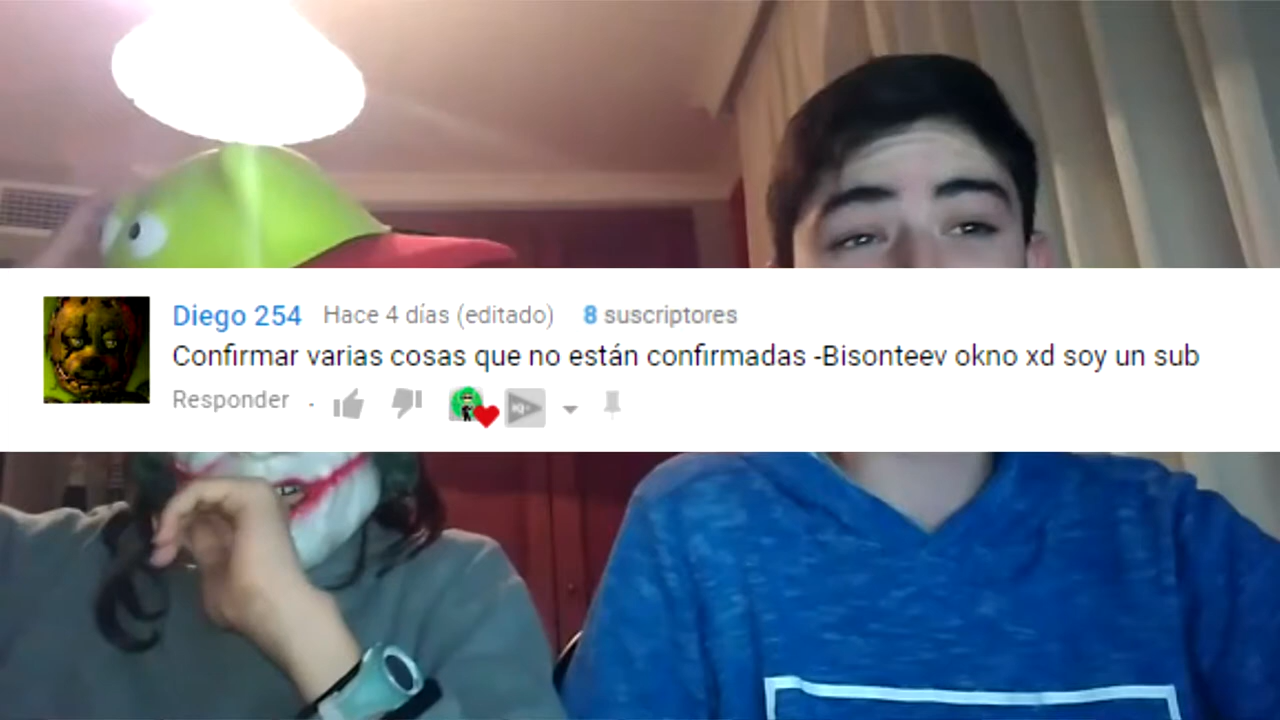 Diego 254 Hace 4 días (editado) 8 suscriptores
Confirmar varias cosas que no están confirmadas -Bisonteev okno xd soy un sub
Responder